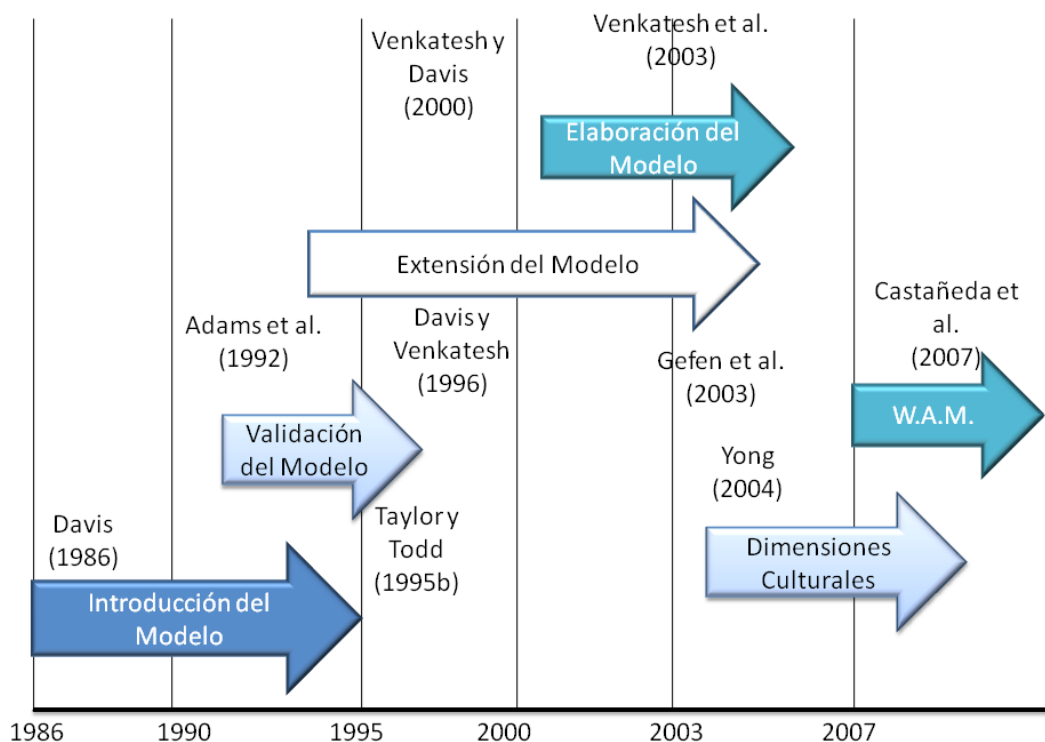 Venkatesh y
Davis
(2000)
Venkatesh et al.
(2003)
Elaboración del
Modelo
Extensión del Modelo
Adams et al.
(1992)
Davis y
Venkatesh
(1996)
Gefen et al.
(2003)
Castañeda et
al.
(2007)
Validación
del Modelo
W.A.M.
Yong
(2004)
Davis
(1986)
Taylor y
Todd
(1995b)
Dimensiones
Culturales
Introducción del
Modelo
1986
1990
1995
2000
2003
2007